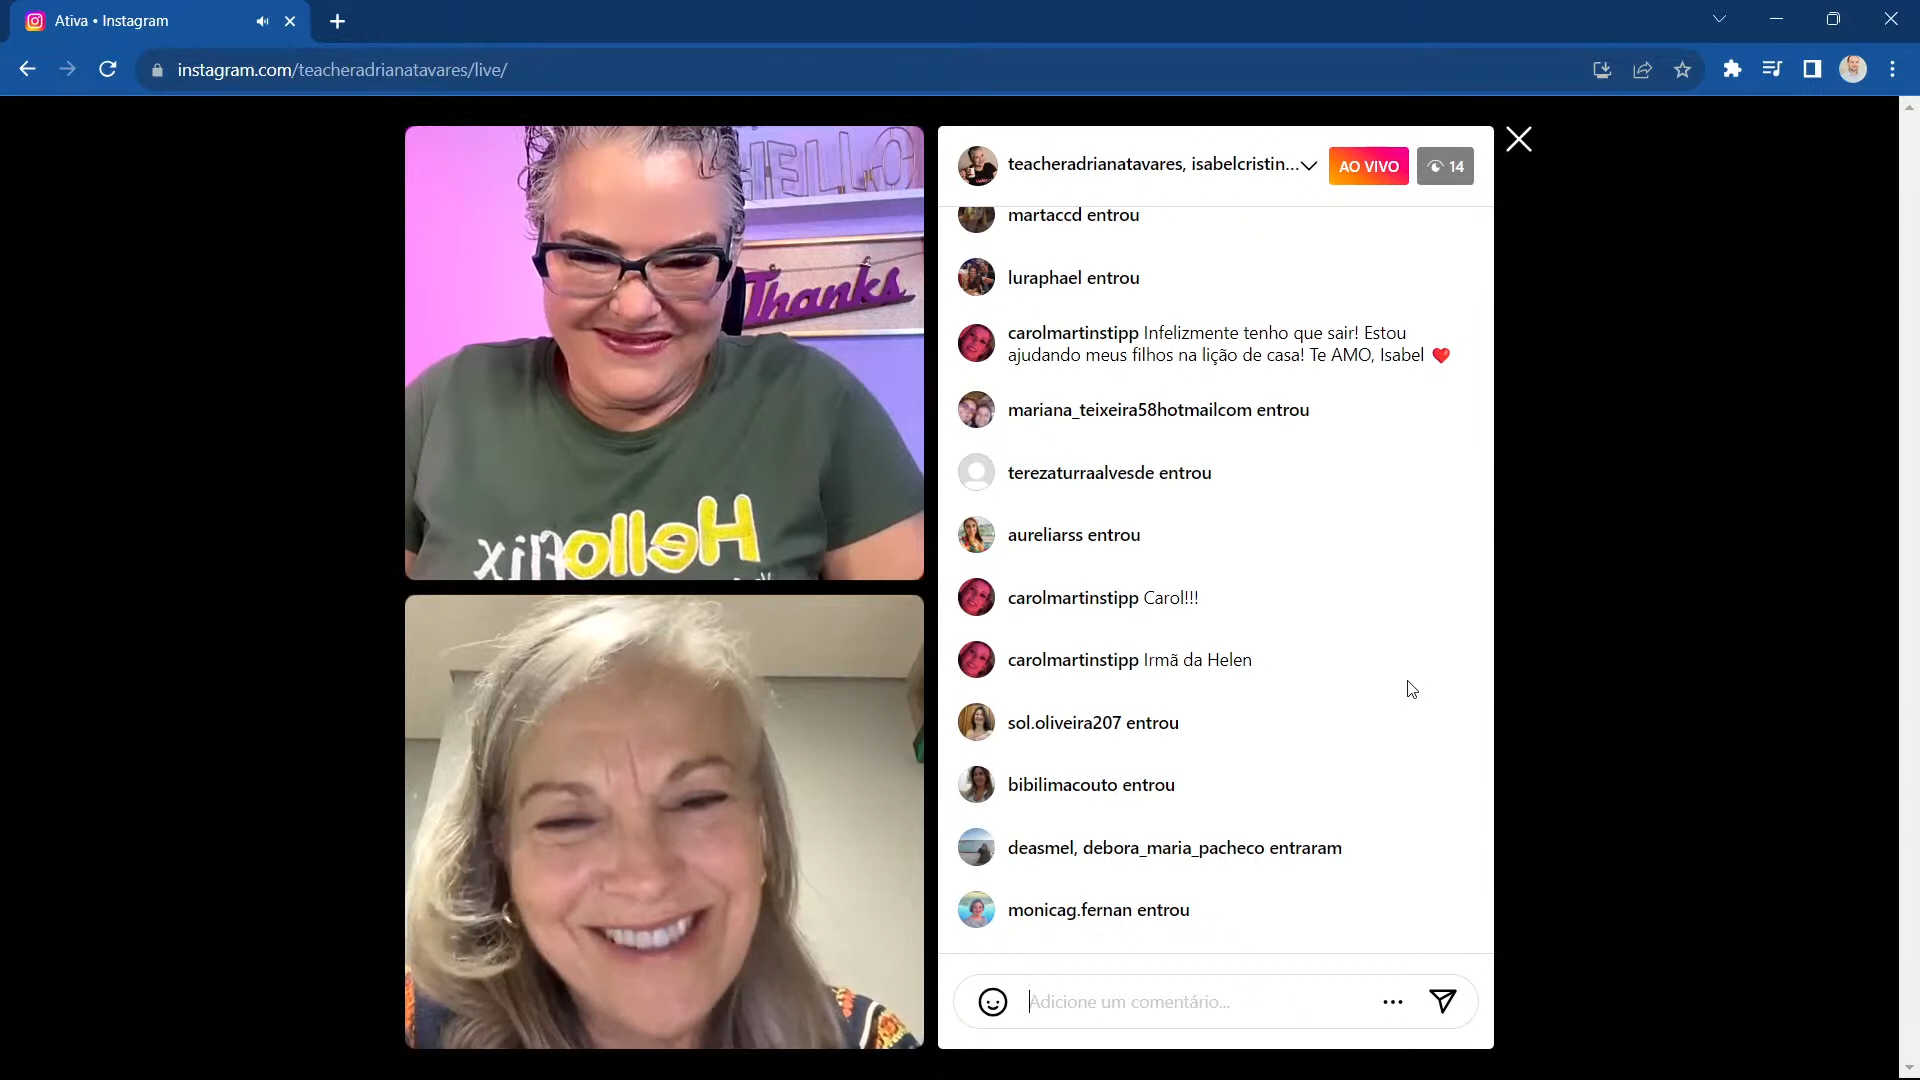 Ativa • Instagram
instagram.com/teacheradrianatavares/live/
HELLO
Thanks
Helloflix
teacheradrianatavares, isabelcristin...
AO VIVO
14
martaccd entrou
luraphael entrou
carolmartinstipp Infelizmente tenho que sair! Estou
ajudando meus filhos na lição de casa! Te AMO, Isabel ❤️
mariana_teixeira58hotmailcom entrou
terezaturraalvesde entrou
aureliarss entrou
carolmartinstipp Carol!!!
carolmartinstipp Irmã da Helen
sol.oliveira207 entrou
bibilimacouto entrou
deasmel, debora_maria_pacheco entraram
monicag.fernan entrou
Adicione um comentário...